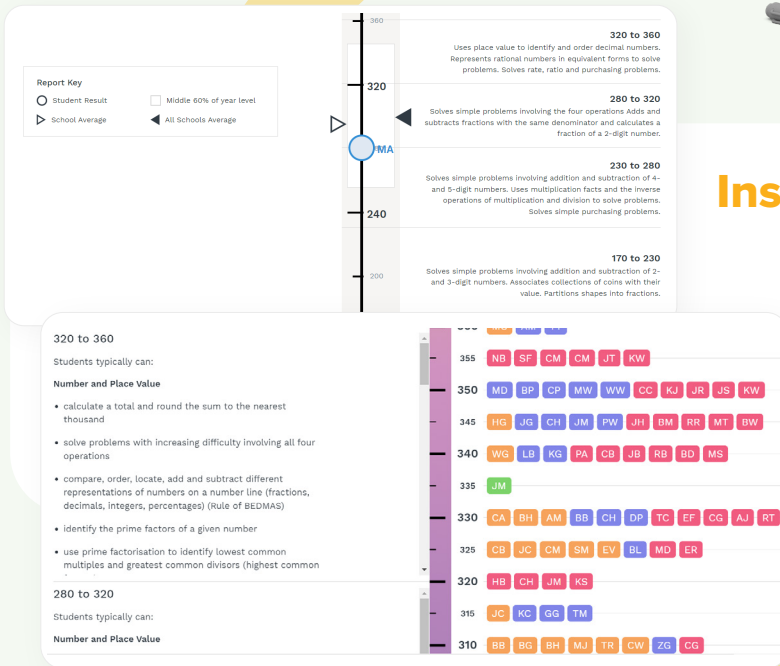 Report Key
Student Result
Middle 60% of year level
School Average
All Schools Average
360
320
MA
240
200
320 to 360
Uses place value to identify and order decimal numbers.
Represents rational numbers in equivalent forms to solve
problems. Solves rate, ratio and purchasing problems.
280 to 320
Solves simple problems involving the four operations Adds and
subtracts fractions with the same denominator and calculates a
fraction of a 2-digit number.
230 to 280
Solves simple problems involving addition and subtraction of 4-
and 5-digit numbers. Uses multiplication facts and the inverse
operations of multiplication and division to solve problems.
Solves simple purchasing problems.
170 to 230
Solves simple problems involving addition and subtraction of 2-
and 3-digit numbers. Associates collections of coins with their
value. Partitions shapes into fractions.
Ins
320 to 360
Students typically can:
Number and Place Value
• calculate a total and round the sum to the nearest
thousand
• solve problems with increasing difficulty involving all four
operations
• compare, order, locate, add and subtract different
representations of numbers on a number line (fractions,
decimals, integers, percentages) (Rule of BEDMAS)
• identify the prime factors of a given number
• use prime factorisation to identify lowest common
multiples and greatest common divisors (highest common
280 to 320
Students typically can:
Number and Place Value
355 NB SF CM CM JT KW
350 MD BP CP MW WW CC KJ JR JS KW
345 HG JG CH JM PW JH BM RR MT BW
340 WG LB KG PA CB JB RB BD MS
335 JM
330 CA BH AM BB CH DP TC EF CG AJ RT
325 CB JC CM SM EV BL MD ER
320 HB CH JM KS
315 JC KC GG TM
310 BB BG BH MJ TR CW ZG CG